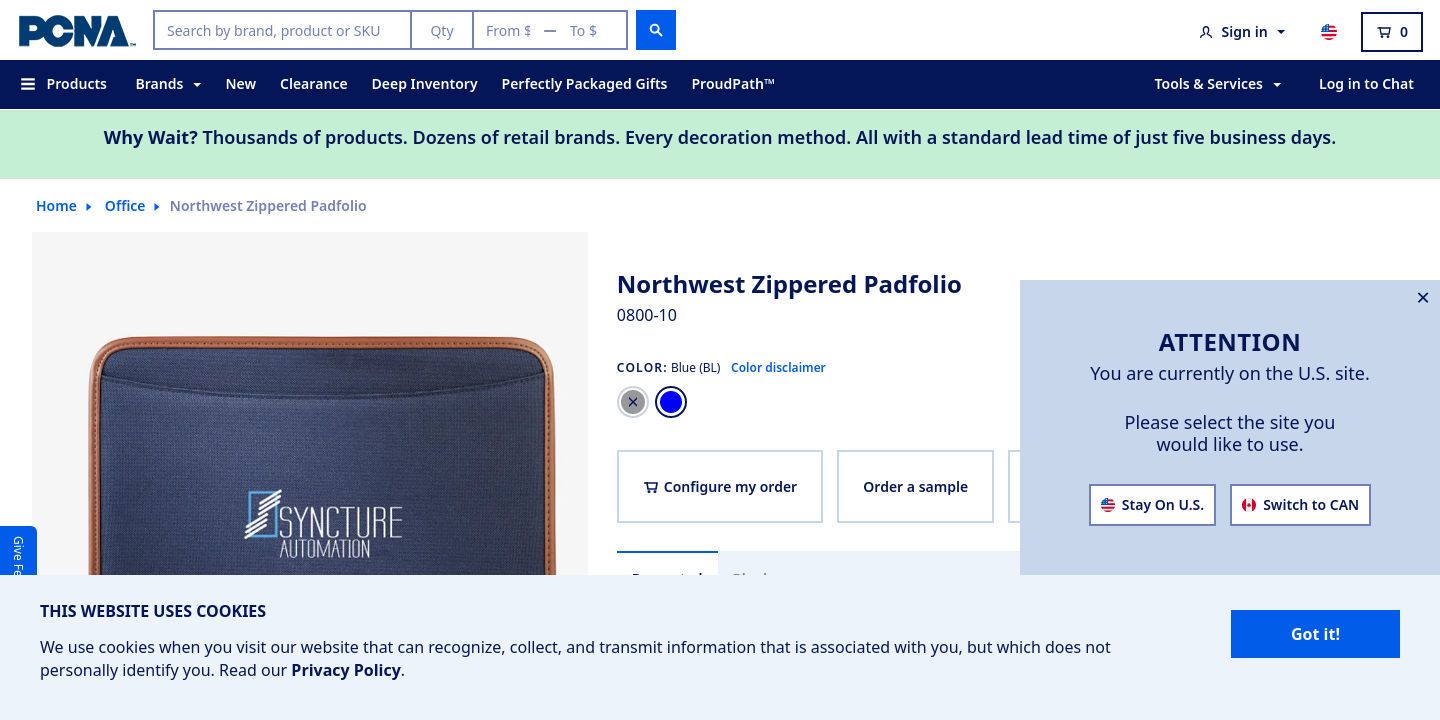 PCNA
Search by brand, product or SKU
Qty
From $ — To $
Sign in
0
Products
Brands
New
Clearance
Deep Inventory
Perfectly Packaged Gifts
ProudPath™
Tools & Services
Log in to Chat
Why Wait? Thousands of products. Dozens of retail brands. Every decoration method. All with a standard lead time of just five business days.
Home
Office
Northwest Zippered Padfolio
Northwest Zippered Padfolio
0800-10
COLOR: Blue (BL) Color disclaimer
Configure my order
Order a sample
SYNCTURE
AUTOMATION
ATTENTION
You are currently on the U.S. site.
Please select the site you
would like to use.
Stay On U.S.
Switch to CAN
Give
THIS WEBSITE USES COOKIES
We use cookies when you visit our website that can recognize, collect, and transmit information that is associated with you, but which does not
personally identify you. Read our Privacy Policy.
Got it!